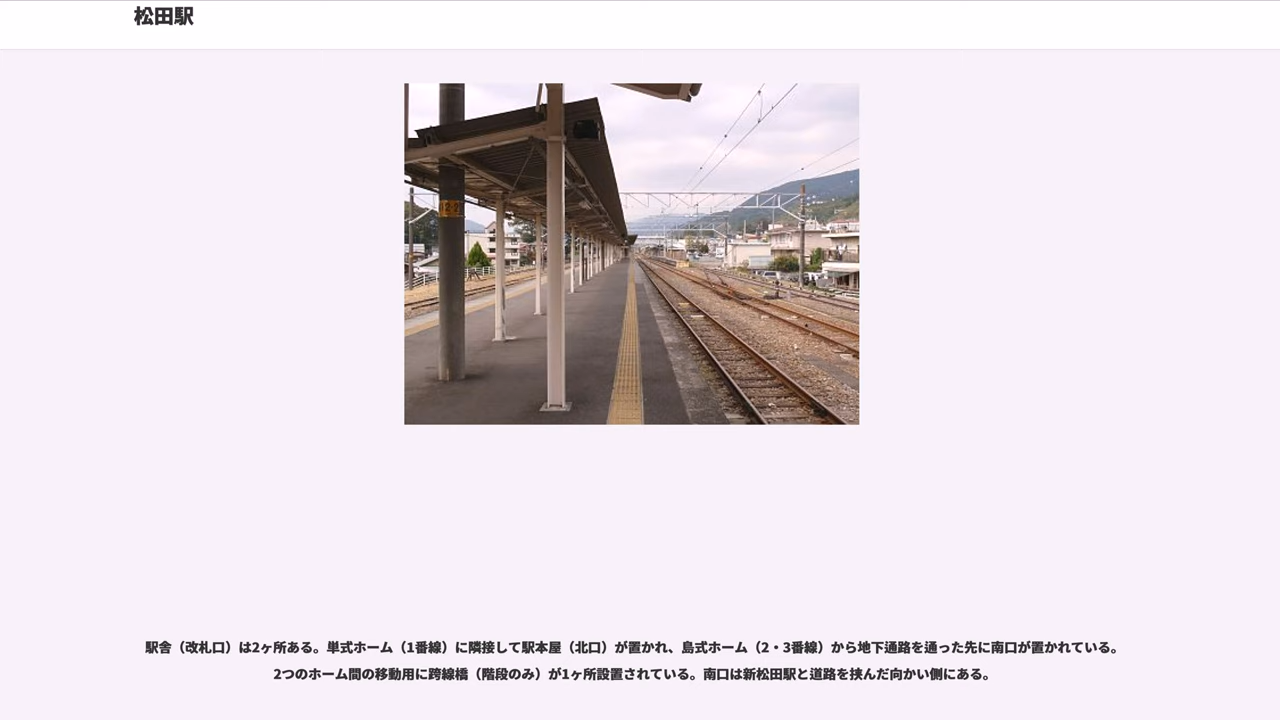 松田駅
駅舎（改札口）は2ヶ所ある。単式ホーム（1番線）に隣接して駅本屋（北口）が置かれ、島式ホーム（2・3番線）から地下通路を通った先に南口が置かれている。
2つのホーム間の移動用に跨線橋（階段のみ）が1ヶ所設置されている。南口は新松田駅と道路を挟んだ向かい側にある。